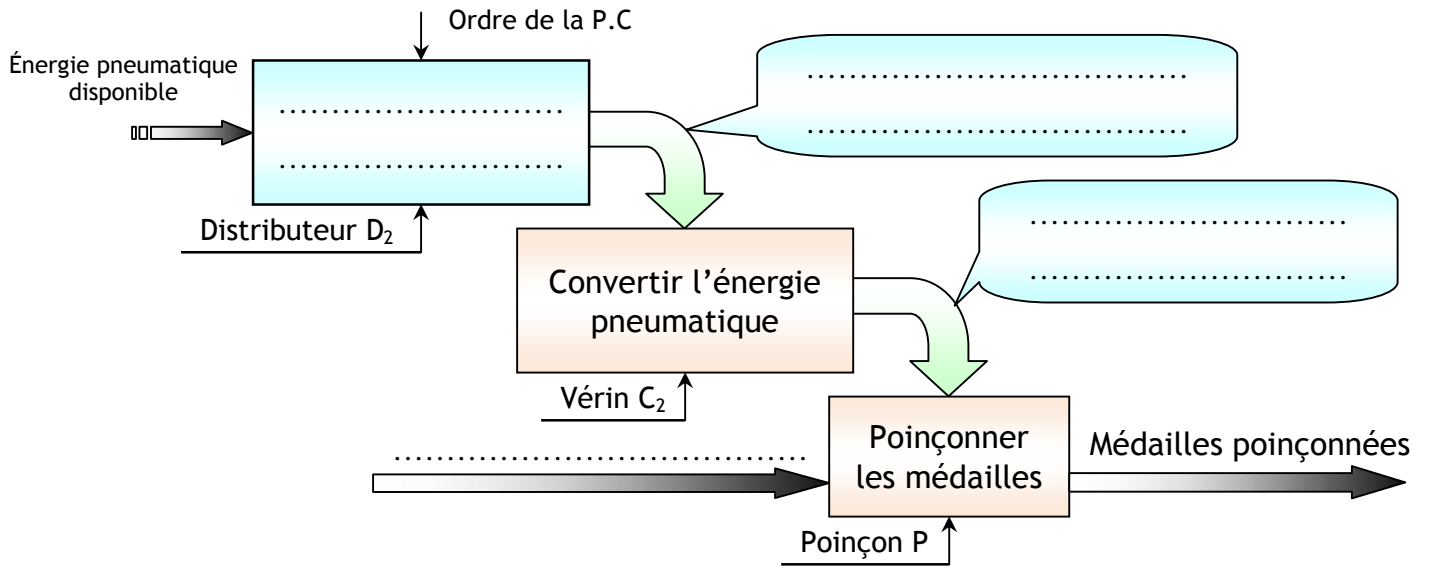 Ordre de la P.C
Énergie pneumatique
disponible
................................
................................
...........................................
...........................................
Distributeur D₂
....................................
....................................
Convertir l’énergie
pneumatique
Vérin C₂
Poinçonner
les médailles
Médailles poinçonnées
...............................................
Poinçon P